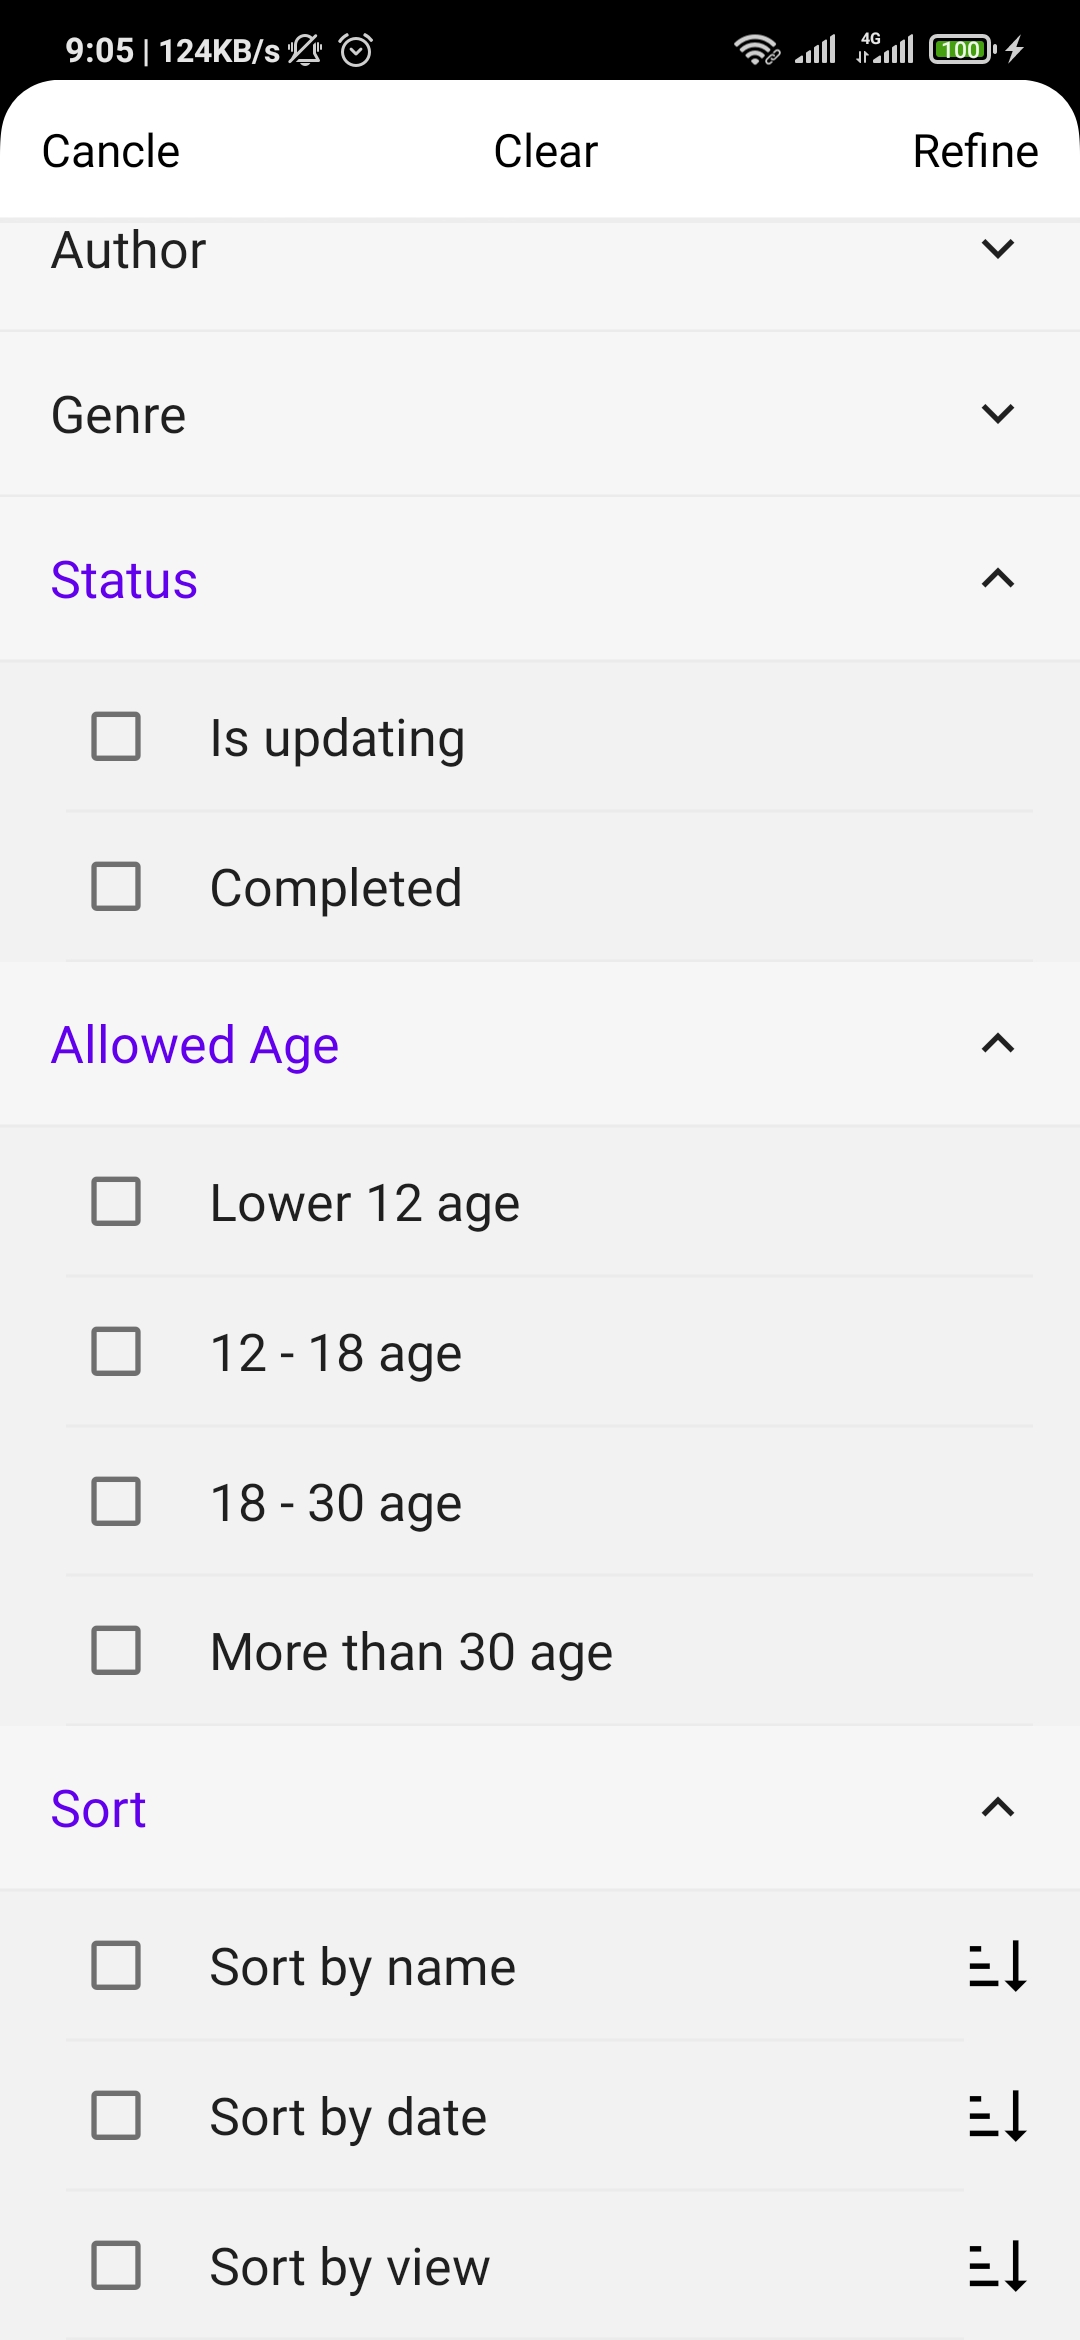 9:05 | 124KB/s 4G 100
Cancle Clear Refine
Author
Genre
Status
Is updating
Completed
Allowed Age
Lower 12 age
12 - 18 age
18 - 30 age
More than 30 age
Sort
Sort by name
Sort by date
Sort by view